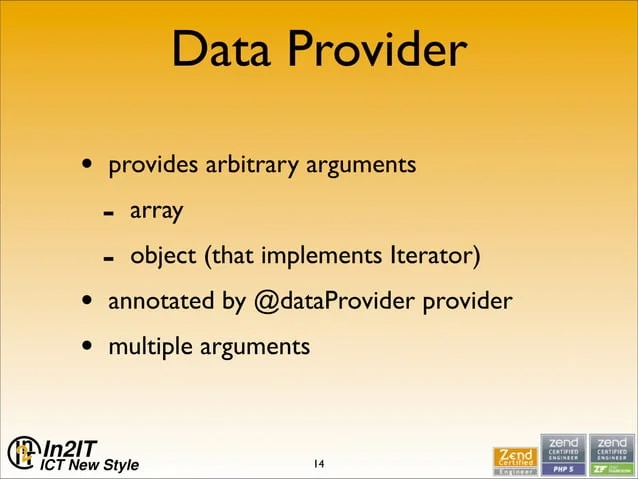 Data Provider
• provides arbitrary arguments
- array
- object (that implements Iterator)
• annotated by @dataProvider provider
• multiple arguments
In2IT
ICT New Style
14
Zend
Certified
Engineer
zend
CERTIFIED
ENGINEER
PHP 5
zend
CERTIFIED
ENGINEER
ZF